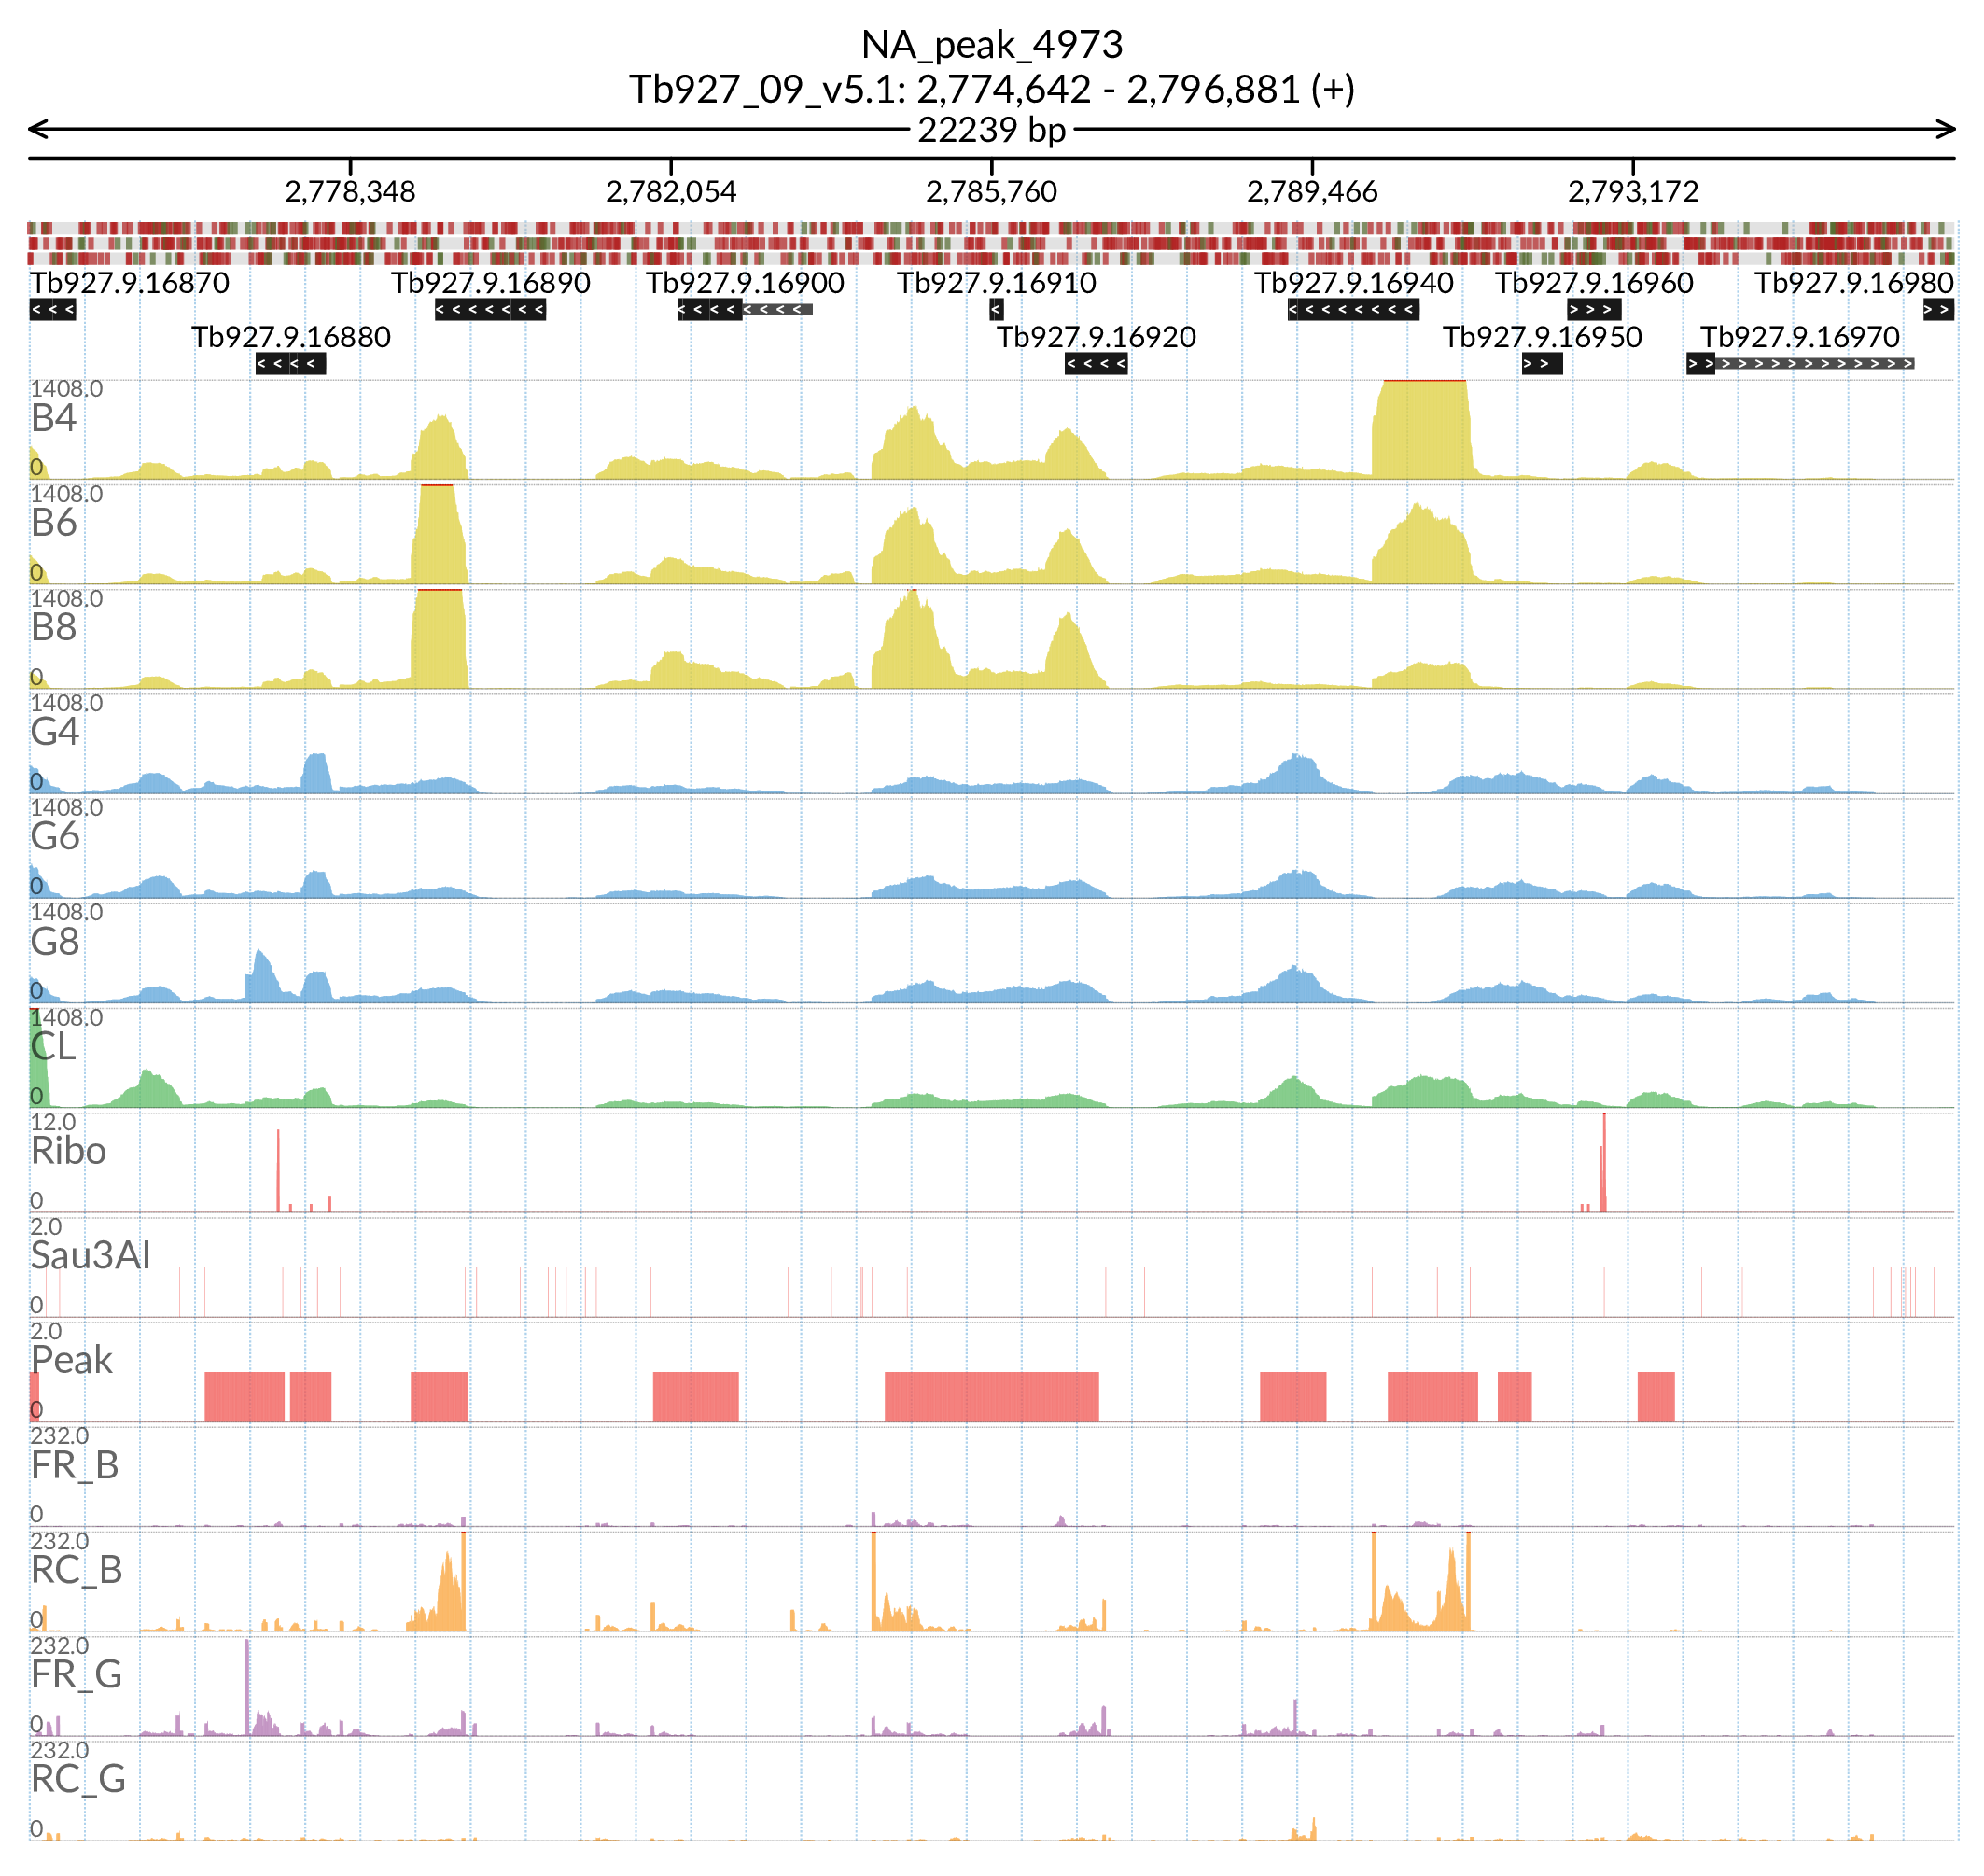 NA_peak_4973
Tb927_09_v5.1: 2,774,642 - 2,796,881 (+)
22239 bp
2,778,348 2,782,054 2,785,760 2,789,466 2,793,172
Tb927.9.16870 Tb927.9.16890 Tb927.9.16900 Tb927.9.16910 Tb927.9.16940 Tb927.9.16960 Tb927.9.16980
Tb927.9.16880 Tb927.9.16920 Tb927.9.16950 Tb927.9.16970
1408.0
B4
0
1408.0
B6
0
1408.0
B8
0
1408.0
G4
0
1408.0
G6
0
1408.0
G8
0
1408.0
CL
0
12.0
Ribo
0
2.0
Sau3AI
0
2.0
Peak
0
232.0
FR_B
0
232.0
RC_B
0
232.0
FR_G
0
232.0
RC_G
0